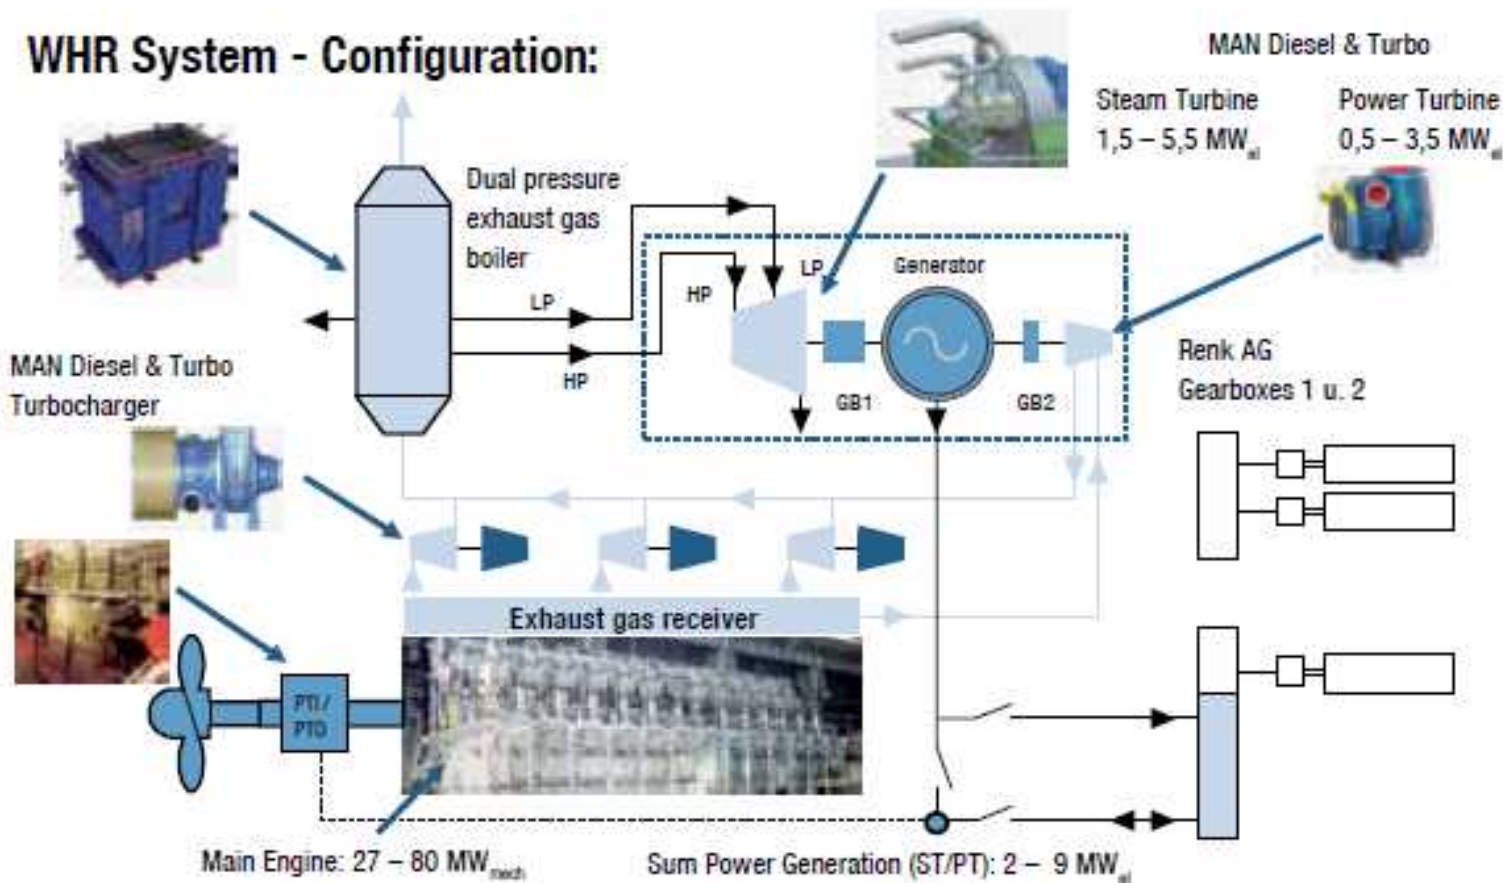 WHR System - Configuration:
MAN Diesel & Turbo
Steam Turbine
1,5 – 5,5 MWel
Power Turbine
0,5 – 3,5 MWel
Dual pressure
exhaust gas
boiler
LP
HP
HP
LP
Generator
GB1
GB2
MAN Diesel & Turbo
Turbocharger
Renk AG
Gearboxes 1 u. 2
Exhaust gas receiver
PTI /
PTO
Main Engine: 27 – 80 MWmech
Sum Power Generation (ST/PT): 2 – 9 MWel